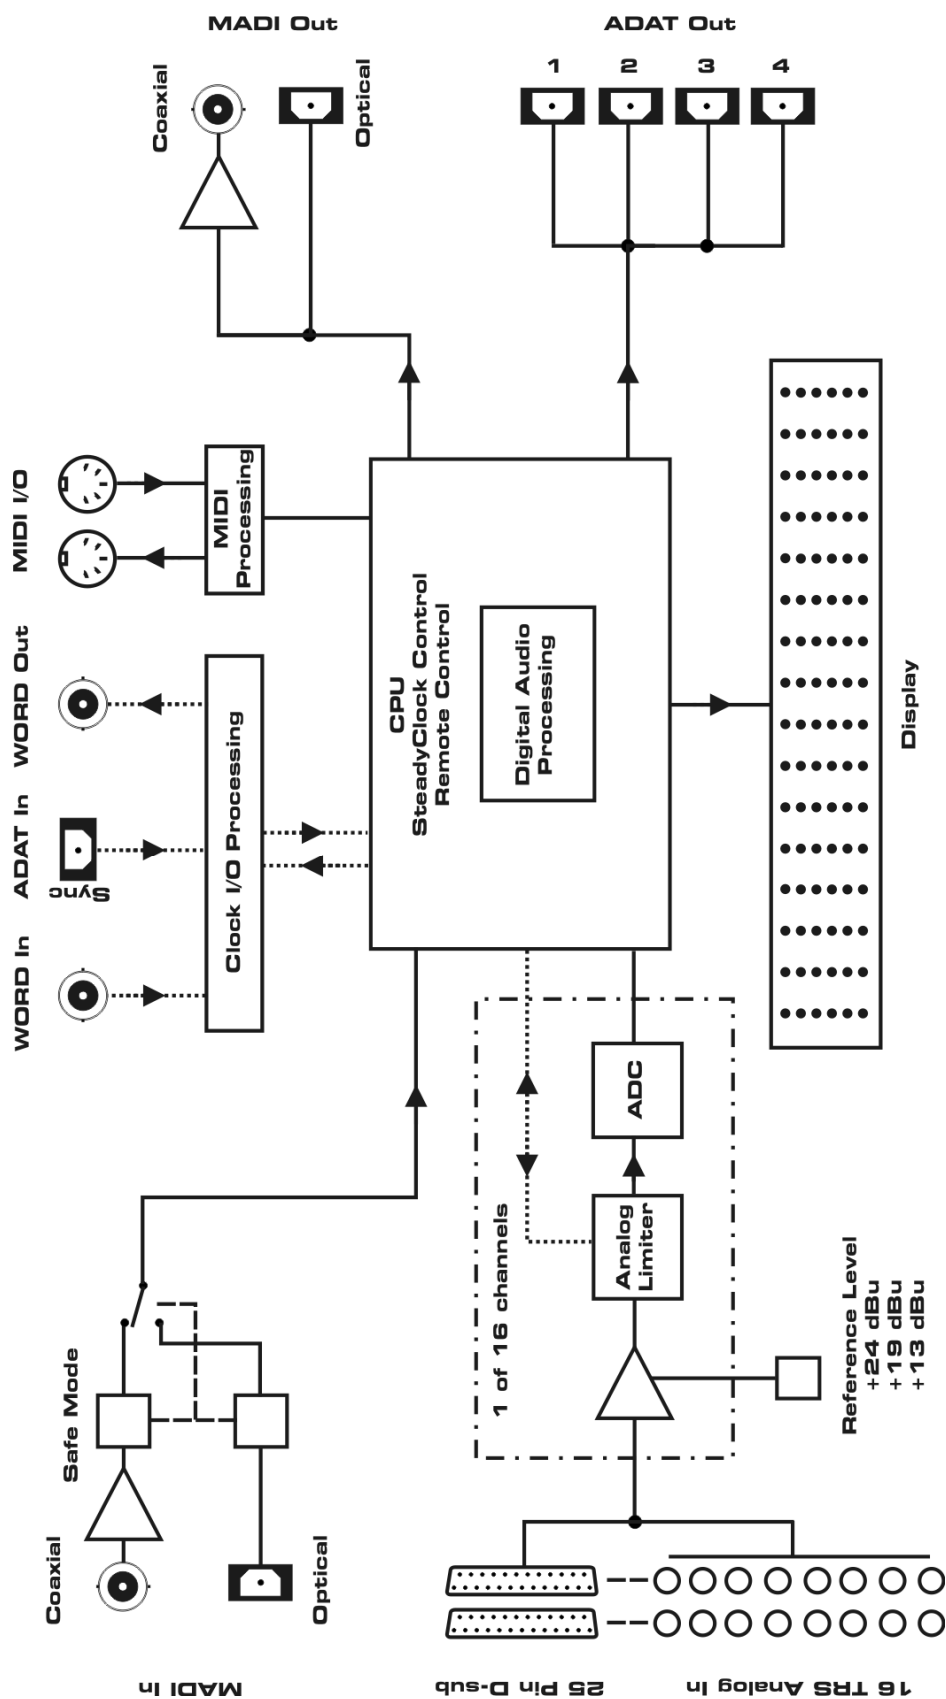 MADI Out
ADAT Out
Coaxial
Optical
1
2
3
4
MIDI I/O
MIDI
Processing
WORD Out
ADAT In
Sync
WORD In
Clock I/O Processing
CPU
SteadyClock Control
Remote Control
Digital Audio
Processing
Display
ADC
Analog
Limiter
1 of 16 channels
Reference Level
+24 dBu
+19 dBu
+13 dBu
Safe Mode
Coaxial
Optical
MADI In
25 Pin D-sub
16 TRS Analog In